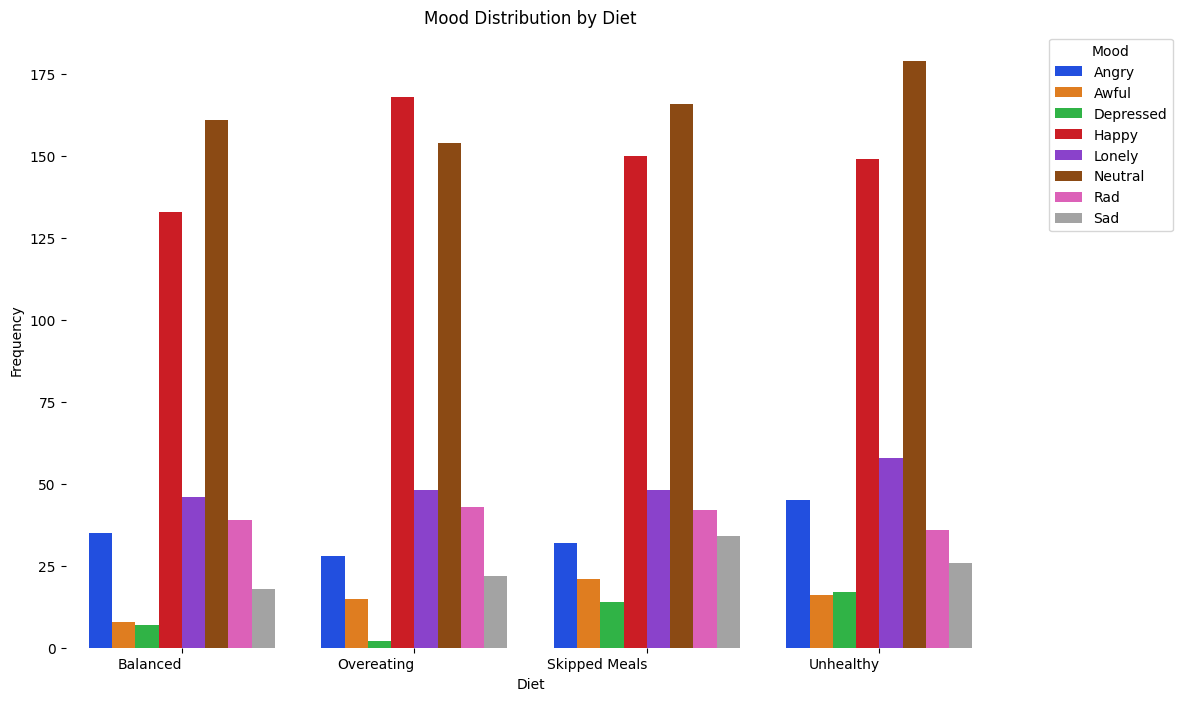 Mood Distribution by Diet
Mood
Angry
Awful
Depressed
Happy
Lonely
Neutral
Rad
Sad
Frequency
175
150
125
100
75
50
25
0
Balanced
Overeating
Skipped Meals
Unhealthy
Diet